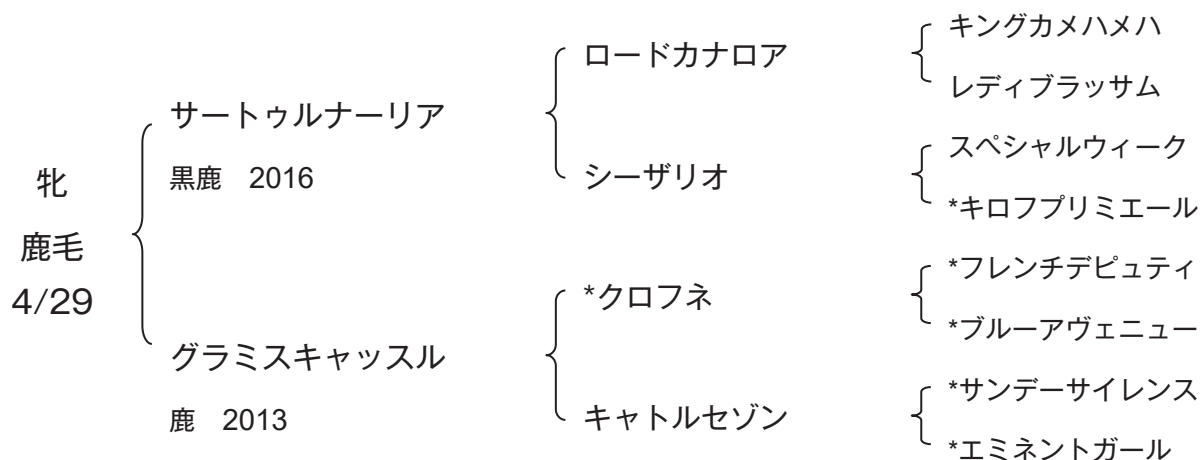 牝
鹿毛
4/29
サートゥルナーリア
黒鹿　2016
グラミスキャッスル
鹿　2013
ロードカナロア
シーザリオ
*クロフネ
キャトルセゾン
キングカメハメハ
レディブラッサム
スペシャルウィーク
*キロフプリミエール
*フレンチデピュティ
*ブルーアヴェニュー
*サンデーサイレンス
*エミネントガール